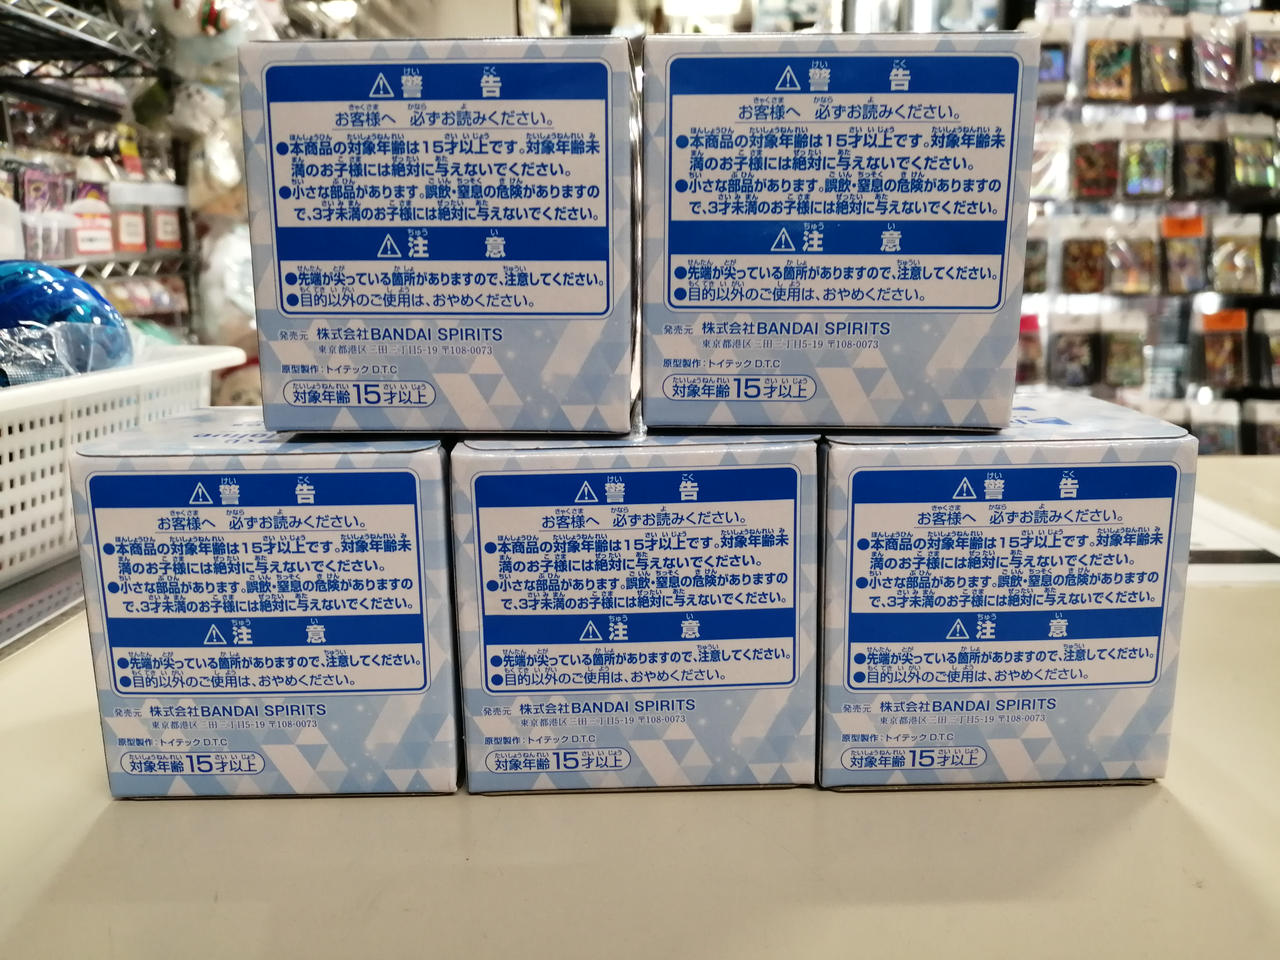 警告
お客様へ 必ずお読みください。
●本商品の対象年齢は15才以上です。対象年齢未
満のお子様には絶対に与えないでください。
●小さな部品があります。誤飲・窒息の危険がありますの
で、3才未満のお子様には絶対に与えないでください。
注意
●先端が尖っている箇所がありますので、注意してください。
●目的以外のご使用は、おやめください。
発売元 株式会社BANDAI SPIRITS
東京都港区三田三丁目5-19 〒108-0073
原型製作:トイテック D.T.C
対象年齢15才以上
警告
お客様へ 必ずお読みください。
●本商品の対象年齢は15才以上です。対象年齢未
満のお子様には絶対に与えないでください。
●小さな部品があります。誤飲・窒息の危険がありますの
で、3才未満のお子様には絶対に与えないでください。
注意
●先端が尖っている箇所がありますので、注意してください。
●目的以外のご使用は、おやめください。
発売元 株式会社BANDAI SPIRITS
東京都港区三田三丁目5-19 〒108-0073
原型製作:トイテック D.T.C
対象年齢15才以上
警告
お客様へ 必ずお読みください。
●本商品の対象年齢は15才以上です。対象年齢未
満のお子様には絶対に与えないでください。
●小さな部品があります。誤飲・窒息の危険がありますの
で、3才未満のお子様には絶対に与えないでください。
注意
●先端が尖っている箇所がありますので、注意してください。
●目的以外のご使用は、おやめください。
発売元 株式会社BANDAI SPIRITS
東京都港区三田三丁目5-19 〒108-0073
原型製作:トイテック D.T.C
対象年齢15才以上
警告
お客様へ 必ずお読みください。
●本商品の対象年齢は15才以上です。対象年齢未
満のお子様には絶対に与えないでください。
●小さな部品があります。誤飲・窒息の危険がありますの
で、3才未満のお子様には絶対に与えないでください。
注意
●先端が尖っている箇所がありますので、注意してください。
●目的以外のご使用は、おやめください。
発売元 株式会社BANDAI SPIRITS
東京都港区三田三丁目5-19 〒108-0073
原型製作:トイテック D.T.C
対象年齢15才以上
警告
お客様へ 必ずお読みください。
●本商品の対象年齢は15才以上です。対象年齢未
満のお子様には絶対に与えないでください。
●小さな部品があります。誤飲・窒息の危険がありますの
で、3才未満のお子様には絶対に与えないでください。
注意
●先端が尖っている箇所がありますので、注意してください。
●目的以外のご使用は、おやめください。
発売元 株式会社BANDAI SPIRITS
東京都港区三田三丁目5-19 〒108-0073
原型製作:トイテック D.T.C
対象年齢15才以上